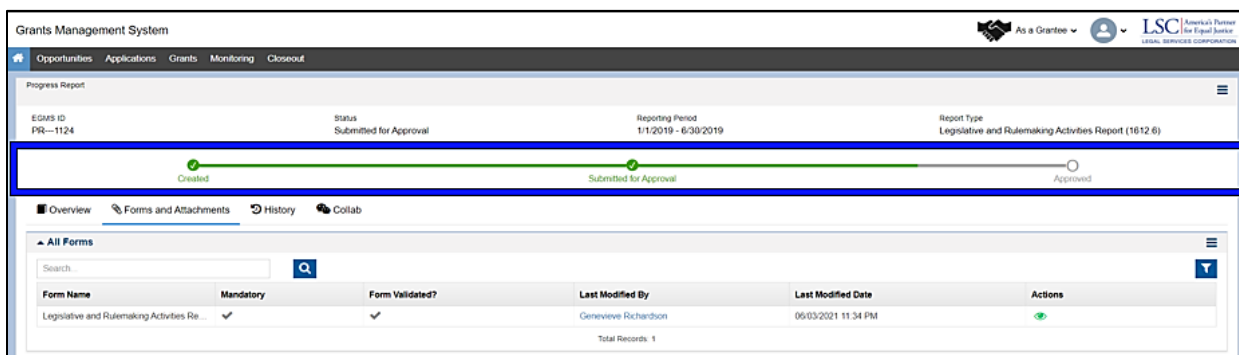 Grants Management System
As a Grantee
LSC America's Partner for Equal Justice
LEGAL SERVICES CORPORATION
Opportunities Applications Grants Monitoring Closeout
Progress Report
EGMS ID Status Reporting Period Report Type
PR---1124 Submitted for Approval 1/1/2019 - 6/30/2019 Legislative and Rulemaking Activities Report (1612.6)
Created Submitted for Approval Approved
Overview Forms and Attachments History Collab
All Forms
Search...
Form Name Mandatory Form Validated? Last Modified By Last Modified Date Actions
Legislative and Rulemaking Activities Re... Genevieve Richardson 06/03/2021 11:34 PM
Total Records: 1